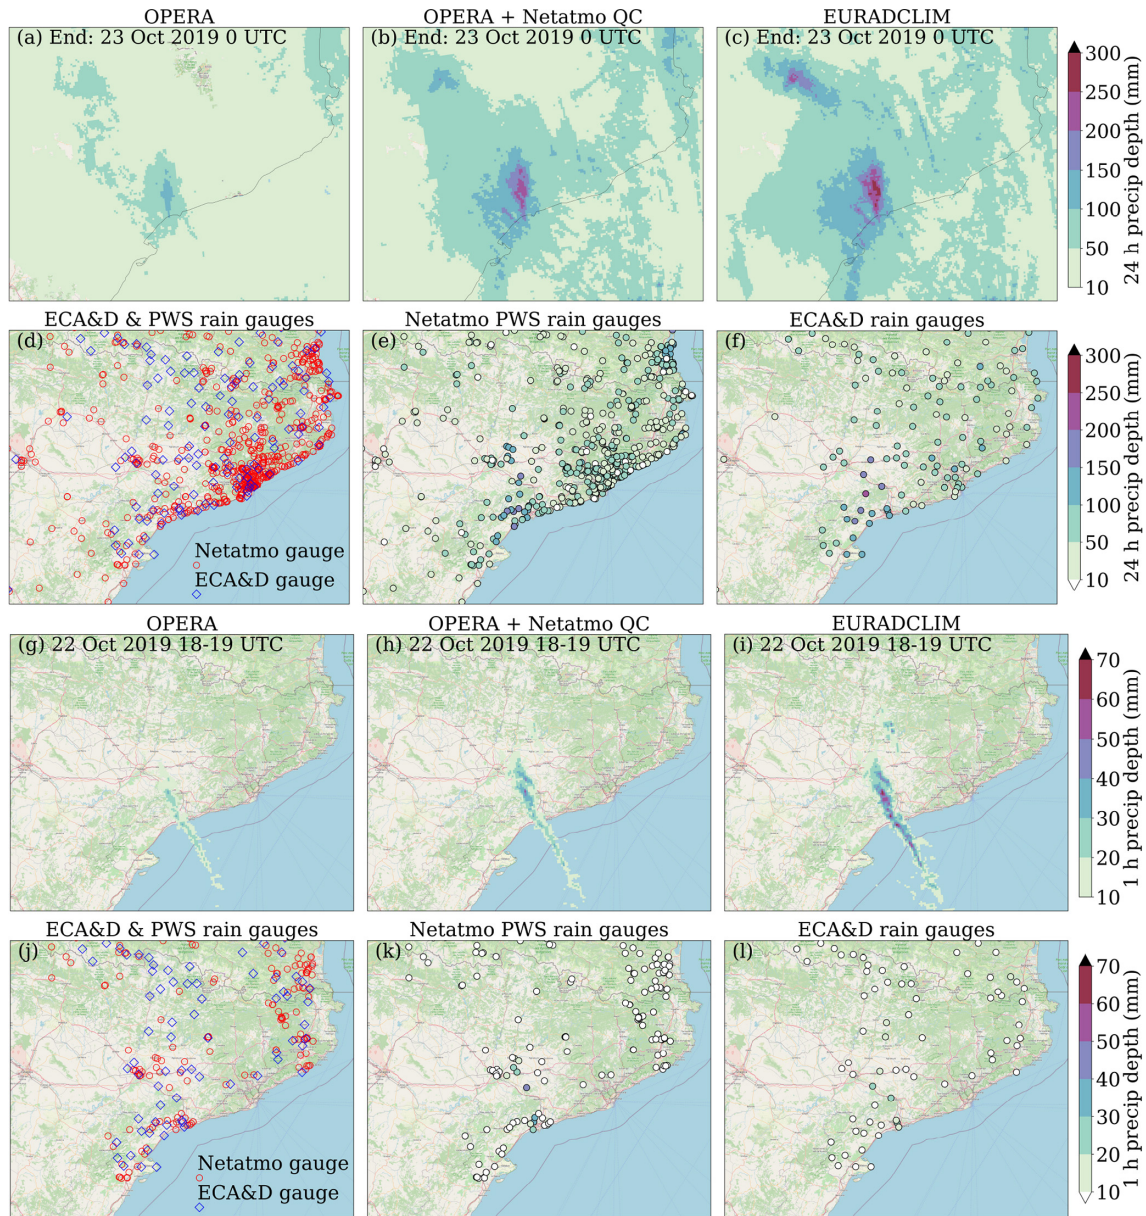 OPERA
OPERA + Netatmo QC
EURADCLIM
(a) End: 23 Oct 2019 0 UTC
(b) End: 23 Oct 2019 0 UTC
(c) End: 23 Oct 2019 0 UTC
300
250
200
150
100
50
10
24 h precip depth (mm)
ECA&D & PWS rain gauges
Netatmo PWS rain gauges
ECA&D rain gauges
(d)
(e)
(f)
Netatmo gauge
ECA&D gauge
300
250
200
150
100
50
10
24 h precip depth (mm)
OPERA
OPERA + Netatmo QC
EURADCLIM
(g) 22 Oct 2019 18-19 UTC
(h) 22 Oct 2019 18-19 UTC
(i) 22 Oct 2019 18-19 UTC
70
60
50
40
30
20
10
1 h precip depth (mm)
ECA&D & PWS rain gauges
Netatmo PWS rain gauges
ECA&D rain gauges
(j)
(k)
(l)
Netatmo gauge
ECA&D gauge
70
60
50
40
30
20
10
1 h precip depth (mm)